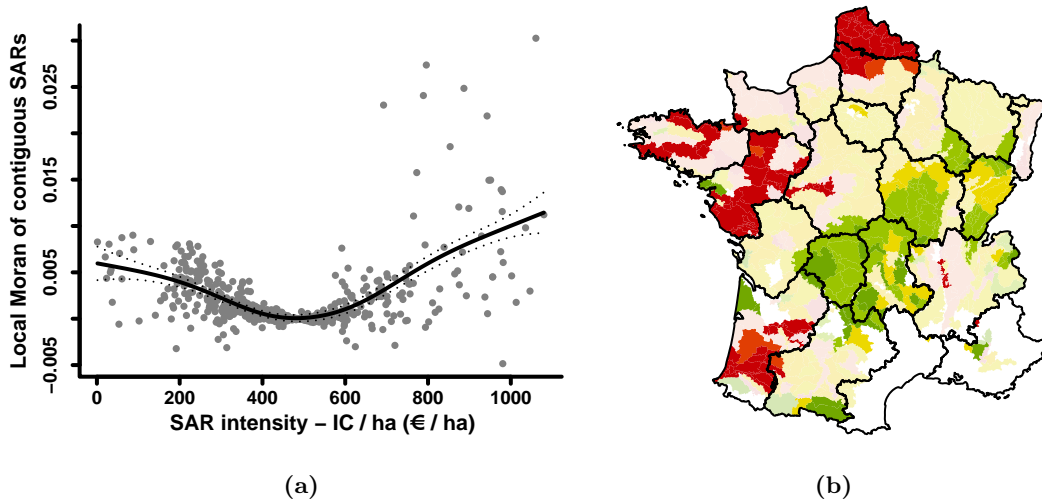 0.025
0.015
0.005
−0.005
Local Moran of contiguous SARs
0 200 400 600 800 1000
SAR intensity − IC / ha (€ / ha)
(a) (b)